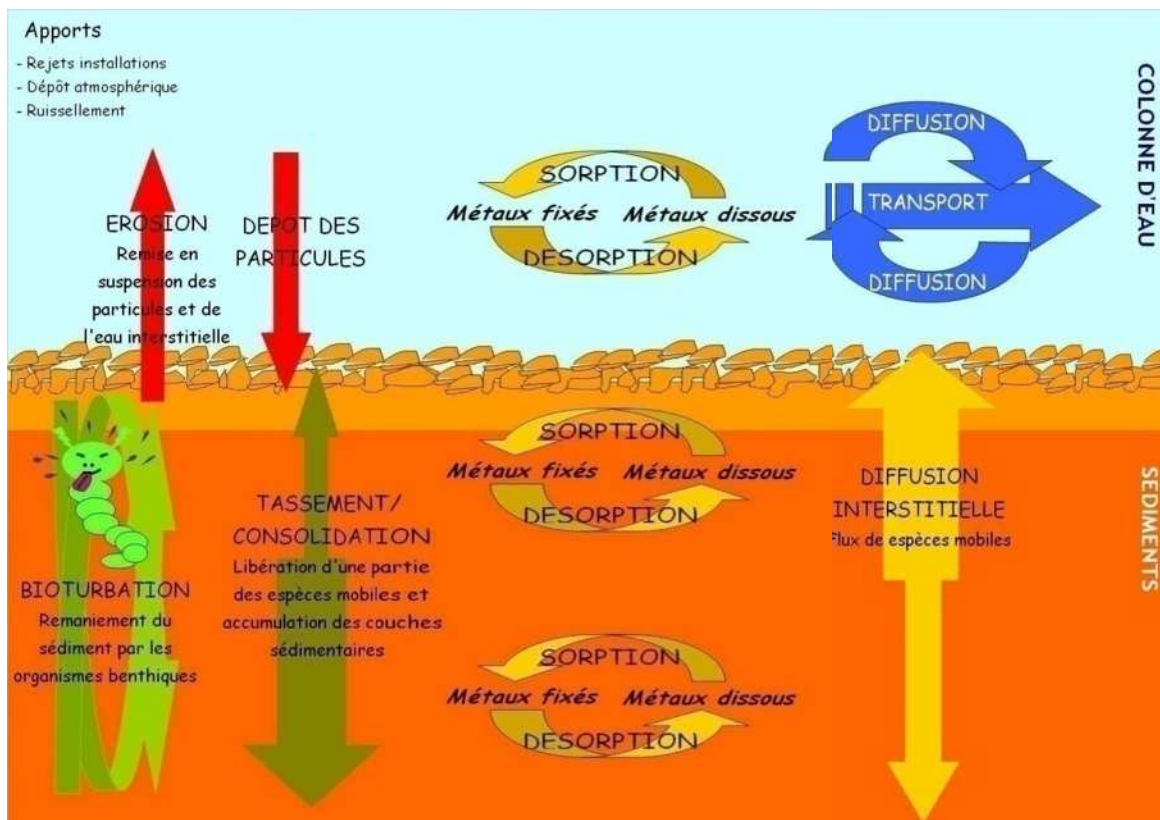 Apports
- Rejets installations
- Dépôt atmosphérique
- Ruissellement
EROSION
Remise en
suspension des
particules et de
l'eau interstitielle
DEPOT DES
PARTICULES
SORPTION
Métaux fixés Métaux dissous
DESORPTION
DIFFUSION
TRANSPORT
DIFFUSION
COLONNE D'EAU
BIOTURBATION
Remaniement du
sédiment par les
organismes benthiques
TASSEMENT/
CONSOLIDATION
Libération d'une partie
des espèces mobiles et
accumulation des couches
sédimentaires
SORPTION
Métaux fixés Métaux dissous
DESORPTION
SORPTION
Métaux fixés Métaux dissous
DESORPTION
DIFFUSION
INTERSTITIELLE
Flux de espèces mobiles
SEDIMENTS